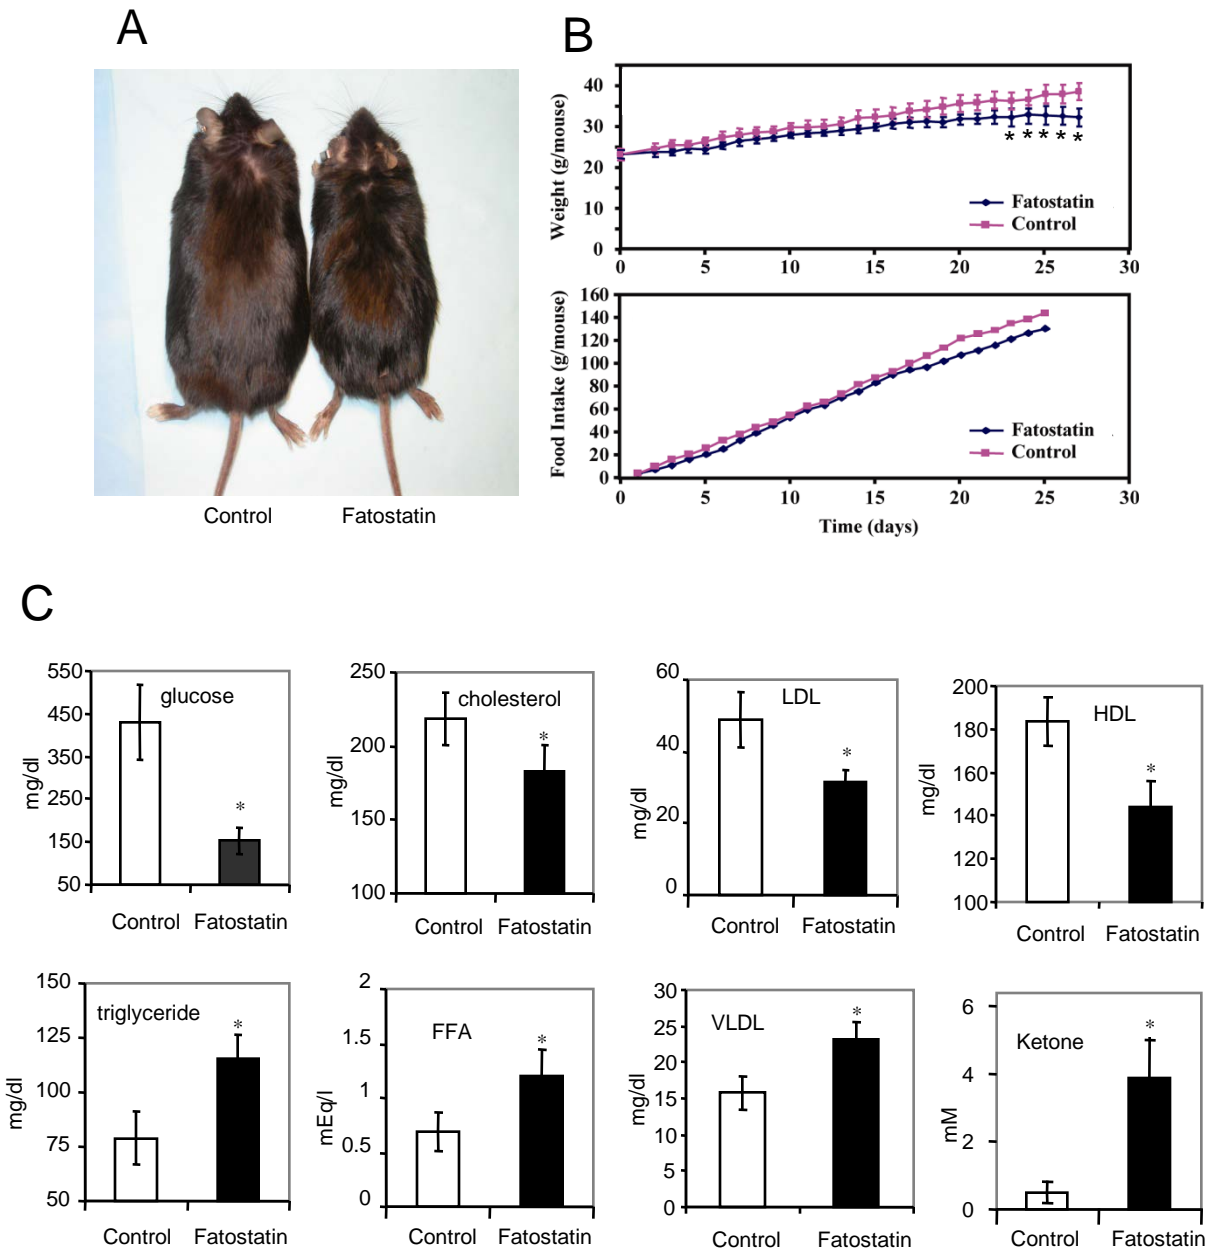 A
Control
Fatostatin
B
40
30
20
10
0
Weight (g/mouse)
Fatostatin
Control
* * * * *
0 5 10 15 20 25 30
160
140
120
100
80
60
40
20
0
Food Intake (g/mouse)
Fatostatin
Control
0 5 10 15 20 25 30
Time (days)
C
550
450
350
250
150
50
mg/dl
glucose
*
Control Fatostatin
250
200
150
100
mg/dl
cholesterol
*
Control Fatostatin
60
40
20
0
mg/dl
LDL
*
Control Fatostatin
200
180
160
140
120
100
mg/dl
HDL
*
Control Fatostatin
150
125
100
75
50
mg/dl
triglyceride
*
Control Fatostatin
2
1.5
1
0.5
0
mEq/l
FFA
*
Control Fatostatin
30
25
20
15
10
5
0
mg/dl
VLDL
*
Control Fatostatin
6
4
2
0
mM
Ketone
*
Control Fatostatin